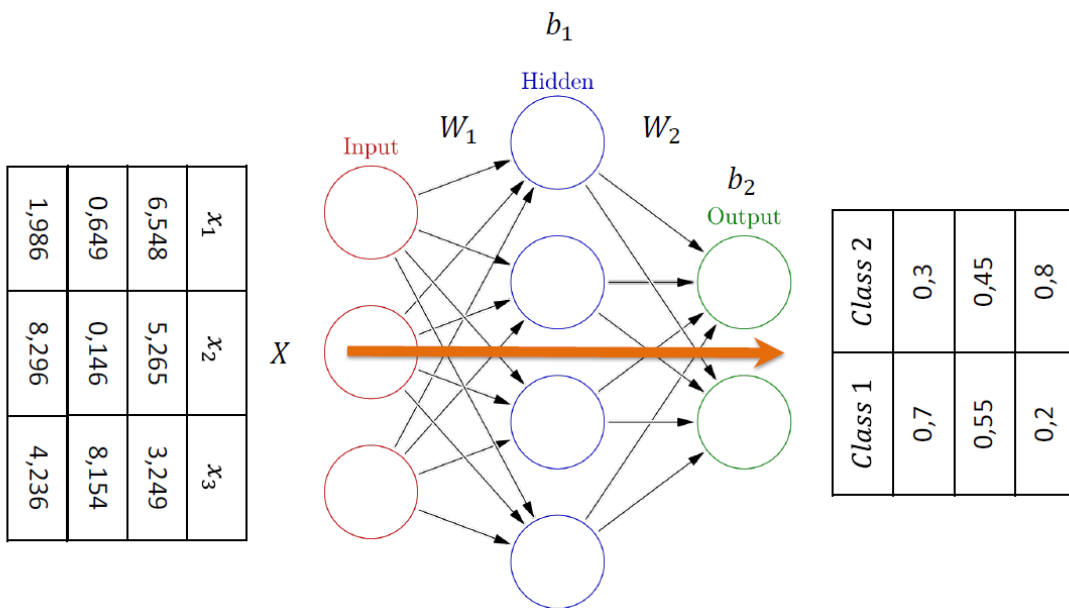 b₁
Hidden
W₁ W₂
Input
b₂
Output
X
x₁ x₂ x₃
6,548 5,265 3,249
0,649 0,146 8,154
1,986 8,296 4,236
Class 1 Class 2
0,7 0,3
0,55 0,45
0,2 0,8